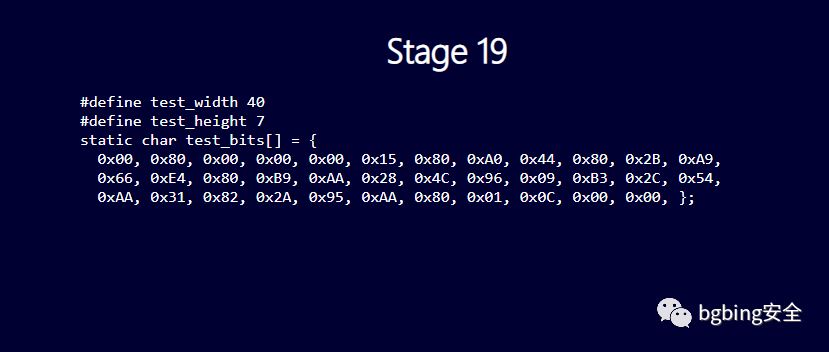 Stage 19
#define test_width 40
#define test_height 7
static char test_bits[] = {
0x00, 0x80, 0x00, 0x00, 0x00, 0x15, 0x80, 0xA0, 0x44, 0x80, 0x2B, 0xA9,
0x66, 0xE4, 0x80, 0xB9, 0xAA, 0x28, 0x4C, 0x96, 0x09, 0xB3, 0x2C, 0x54,
0xAA, 0x31, 0x82, 0x2A, 0x95, 0xAA, 0x80, 0x01, 0x0C, 0x00, 0x00, };
bgbing安全